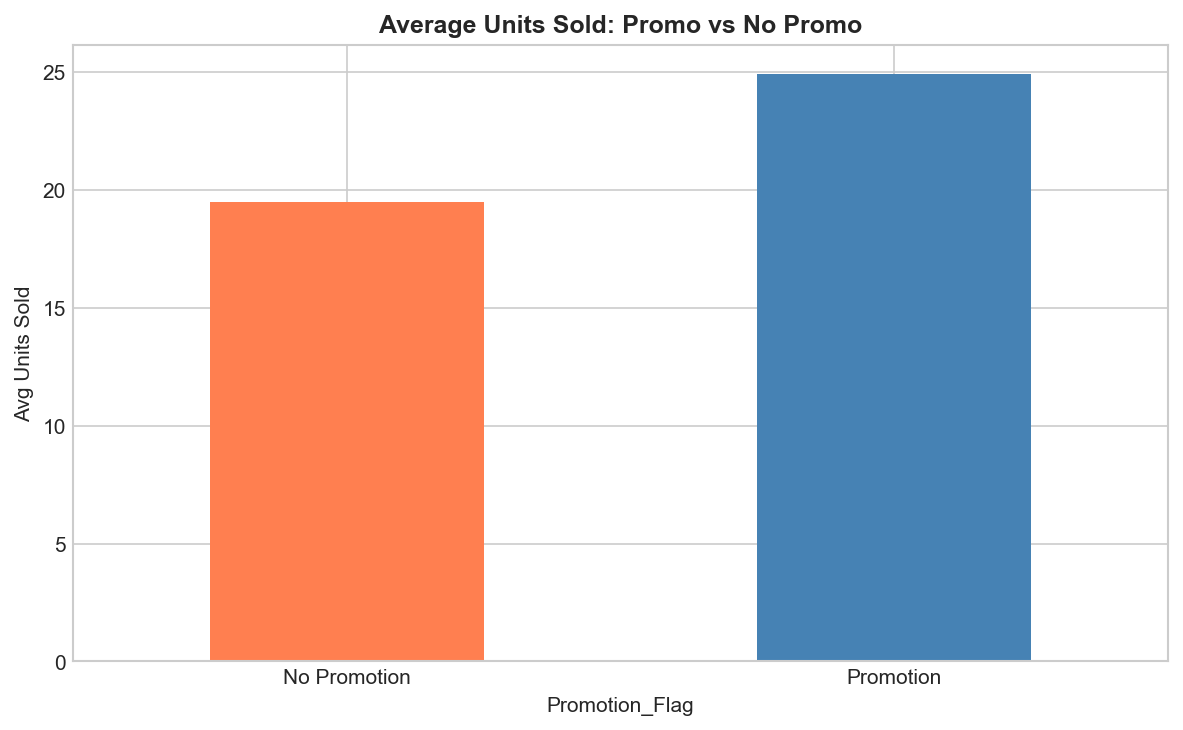 Average Units Sold: Promo vs No Promo
Avg Units Sold
25
20
15
10
5
0
No Promotion
Promotion
Promotion_Flag